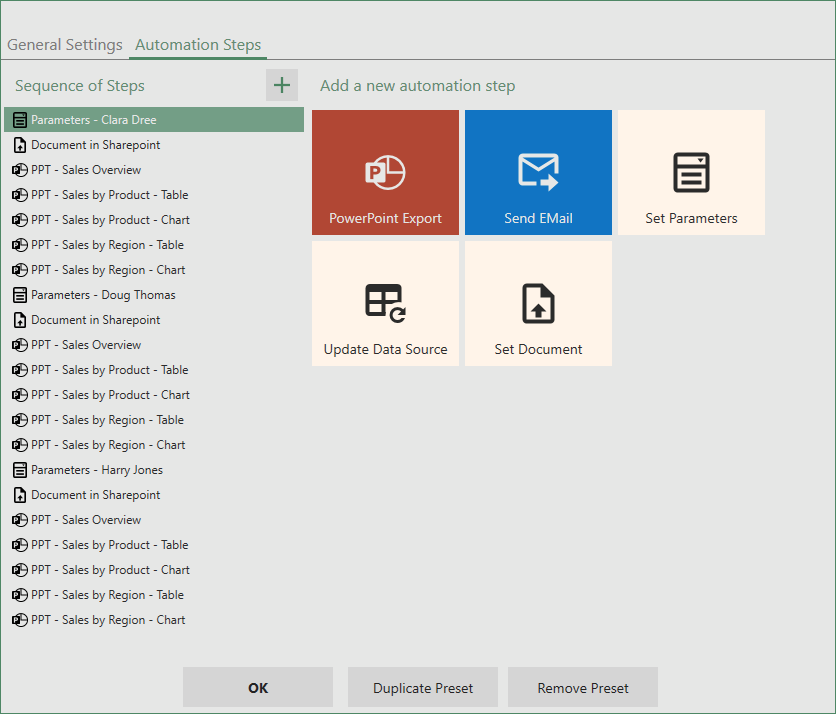 General Settings
Automation Steps
Sequence of Steps
Parameters - Clara Dree
Document in Sharepoint
PPT - Sales Overview
PPT - Sales by Product - Table
PPT - Sales by Product - Chart
PPT - Sales by Region - Table
PPT - Sales by Region - Chart
Parameters - Doug Thomas
Document in Sharepoint
PPT - Sales Overview
PPT - Sales by Product - Table
PPT - Sales by Product - Chart
PPT - Sales by Region - Table
PPT - Sales by Region - Chart
Parameters - Harry Jones
Document in Sharepoint
PPT - Sales Overview
PPT - Sales by Product - Table
PPT - Sales by Product - Chart
PPT - Sales by Region - Table
PPT - Sales by Region - Chart
Add a new automation step
PowerPoint Export
Send EMail
Set Parameters
Update Data Source
Set Document
OK
Duplicate Preset
Remove Preset